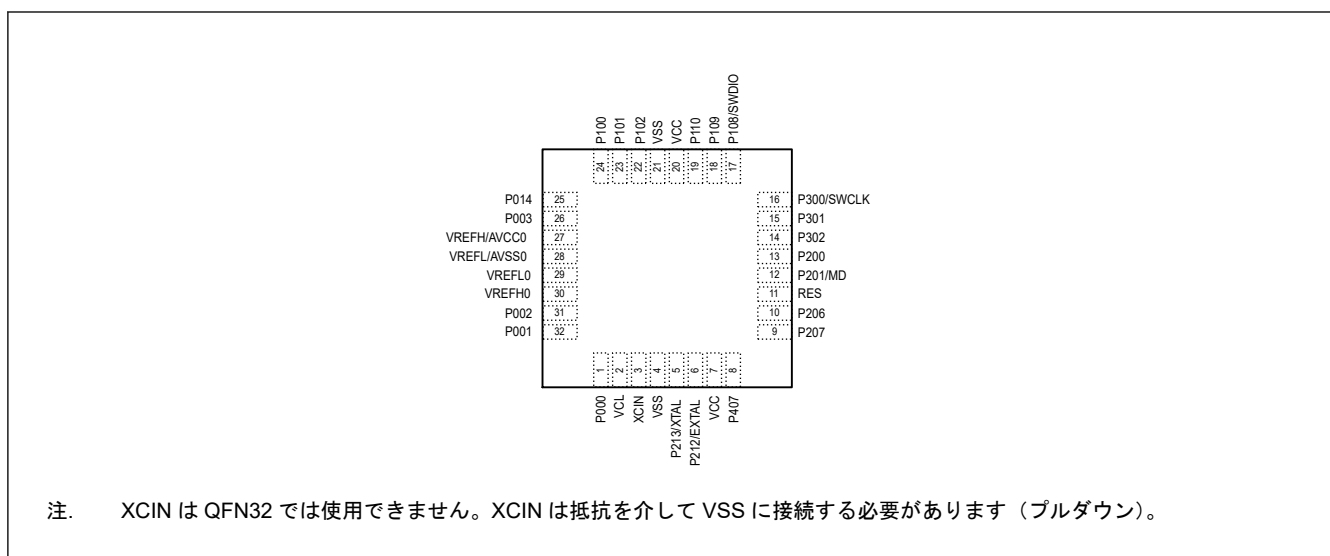 P100
P101
P102
VSS
VCC
P110
P109
P108/SWDIO
24
23
22
21
20
19
18
17
P014 25
P003 26
VREFH/AVCC0 27
VREFL/AVSS0 28
VREFL0 29
VREFH0 30
P002 31
P001 32
16 P300/SWCLK
15 P301
14 P302
13 P200
12 P201/MD
11 RES
10 P206
9 P207
1
2
3
4
5
6
7
8
P000
VCL
XCIN
VSS
P213/XTAL
P212/EXTAL
VCC
P407
注. XCIN は QFN32 では使用できません。XCIN は抵抗を介して VSS に接続する必要があります（プルダウン）。